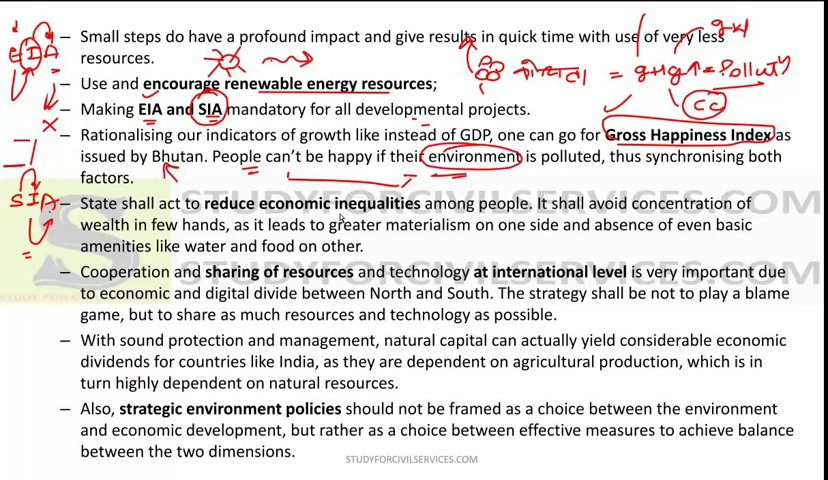 – Small steps do have a profound impact and give results in quick time with use of very less
resources.
– Use and encourage renewable energy resources;
– Making EIA and SIA mandatory for all developmental projects.
– Rationalising our indicators of growth like instead of GDP, one can go for Gross Happiness Index as
issued by Bhutan. People can't be happy if their environment is polluted, thus synchronising both
factors.
– State shall act to reduce economic inequalities among people. It shall avoid concentration of
wealth in few hands, as it leads to greater materialism on one side and absence of even basic
amenities like water and food on other.
– Cooperation and sharing of resources and technology at international level is very important due
to economic and digital divide between North and South. The strategy shall be not to play a blame
game, but to share as much resources and technology as possible.
– With sound protection and management, natural capital can actually yield considerable economic
dividends for countries like India, as they are dependent on agricultural production, which is in
turn highly dependent on natural resources.
– Also, strategic environment policies should not be framed as a choice between the environment
and economic development, but rather as a choice between effective measures to achieve balance
between the two dimensions.
STUDYFORCIVILSERVICES.COM
STUDYFORCIVILSERVICES.COM
STUDYFORCIVILSERVICES.COM
EIA
SIA
CC